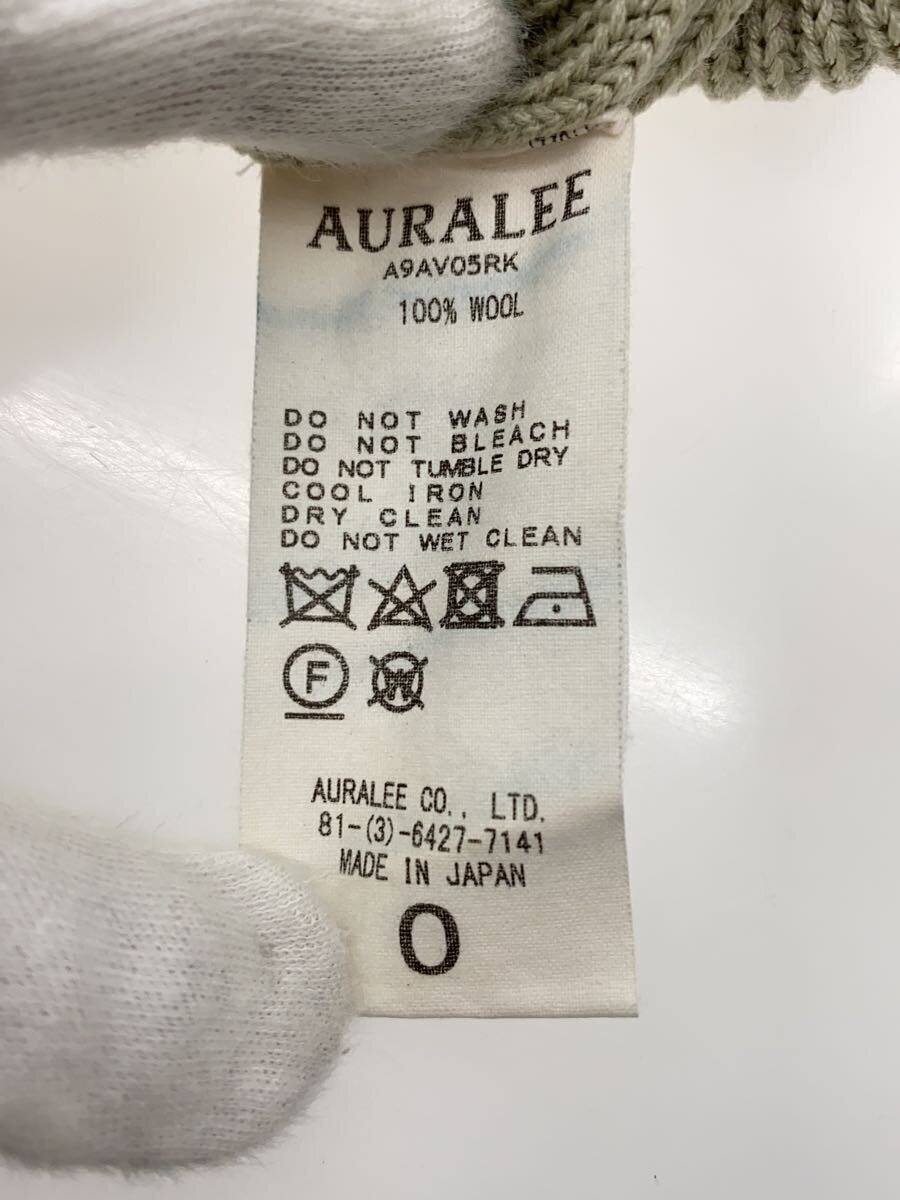 AURALEE
A9AV05RK
100% WOOL
DO NOT WASH
DO NOT BLEACH
DO NOT TUMBLE DRY
COOL IRON
DRY CLEAN
DO NOT WET CLEAN
F W
AURALEE CO., LTD.
81-(3)-6427-7141
MADE IN JAPAN
0